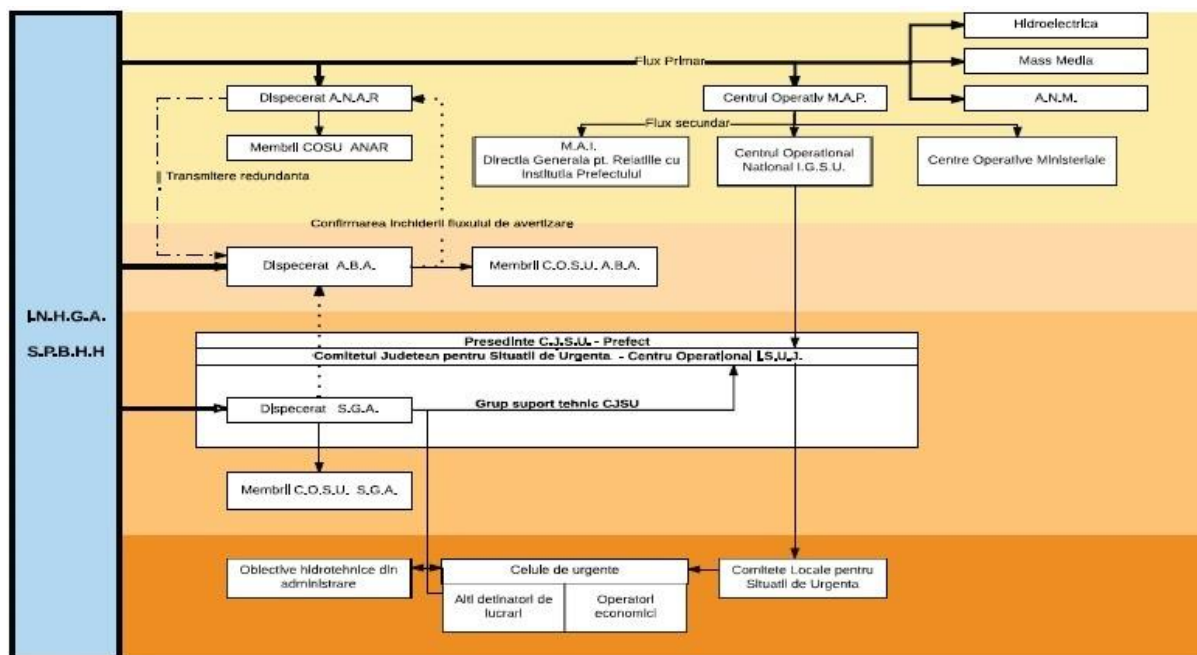 Hidroelectrica
Flux Primar
Mass Media
Dispecerat A.N.A.R
Centrul Operativ M.A.P.
A.N.M.
Flux secundar
Membrii COSU ANAR
M.A.I.
Directia Generala pt. Relatiile cu
Institutia Prefectului
Centrul Operational
National I.G.S.U.
Centre Operative Ministeriale
Transmitere redundanta
Confirmarea inchiderii fluxului de avertizare
Dispecerat A.B.A.
Membrii C.O.S.U. A.B.A.
I.N.H.G.A.
S.P.B.H.H
Presedinte C.J.S.U. - Prefect
Comitetul Judetean pentru Situatii de Urgenta. - Centru Operational I.S.U.J.
Dispecerat S.G.A.
Grup suport tehnic CJSU
Membrii C.O.S.U. S.G.A.
Obiective hidrotehnice din
administrare
Celule de urgente
Comitete Locale pentru
Situatii de Urgenta.
Alti detinatori de
lucrari
Operatori
economici